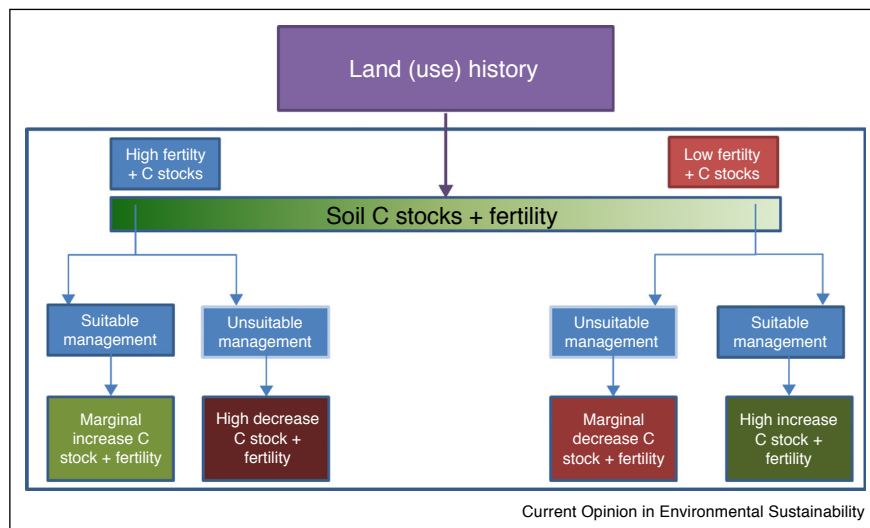 Land (use) history
High fertilty
+ C stocks
Low fertilty
+ C stocks
Soil C stocks + fertility
Suitable
management
Unsuitable
management
Unsuitable
management
Suitable
management
Marginal
increase C
stock + fertility
High decrease
C stock +
fertility
Marginal
decrease C
stock + fertility
High increase
C stock +
fertility
Current Opinion in Environmental Sustainability